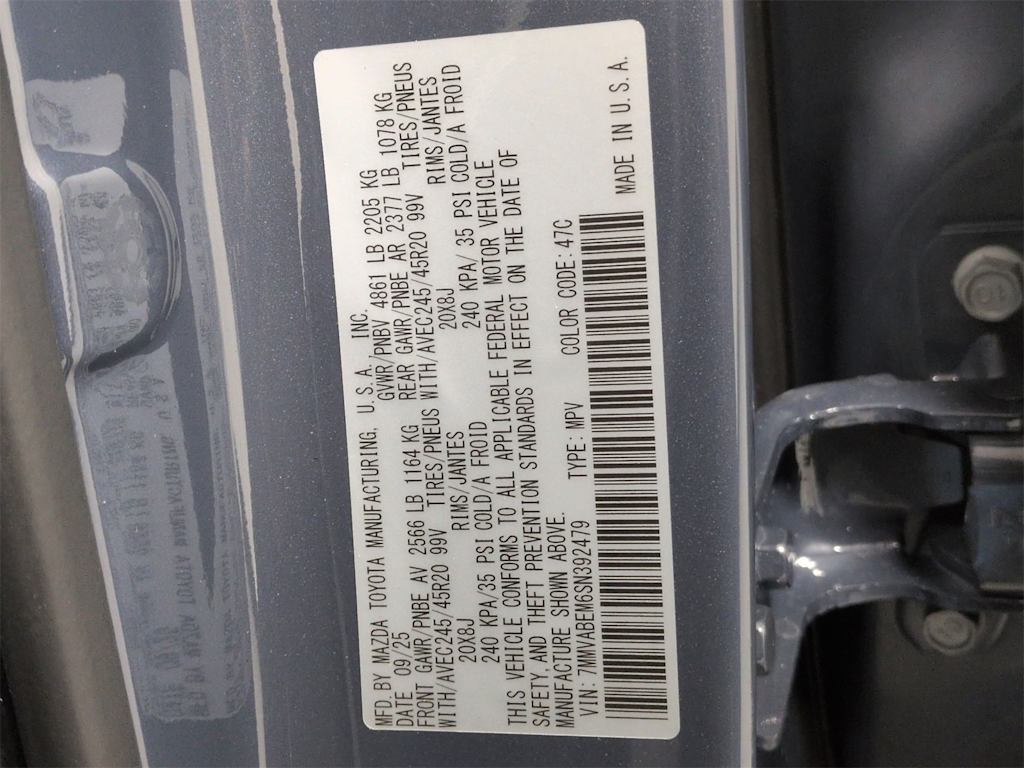 MFD.BY MAZDA TOYOTA MANUFACTURING, U.S.A. INC.
DATE 09/25 GVWR/PNBV 4861 LB 2205 KG
FRONT GAWR/PNBE AV 2566 LB 1164 KG REAR GAWR/PNBE AR 2377 LB 1078 KG
WITH/AVEC245/45R20 99V TIRES/PNEUS WITH/AVEC245/45R20 99V TIRES/PNEUS
20X8J RIMS/JANTES 20X8J RIMS/JANTES
240 KPA/35 PSI COLD/A FROID 240 KPA/ 35 PSI COLD/A FROID
THIS VEHICLE CONFORMS TO ALL APPLICABLE FEDERAL MOTOR VEHICLE
SAFETY, AND THEFT PREVENTION STANDARDS IN EFFECT ON THE DATE OF
MANUFACTURE SHOWN ABOVE.
VIN: 7MMVABEM6SN392479 TYPE: MPV COLOR CODE: 47C
MADE IN U.S.A.